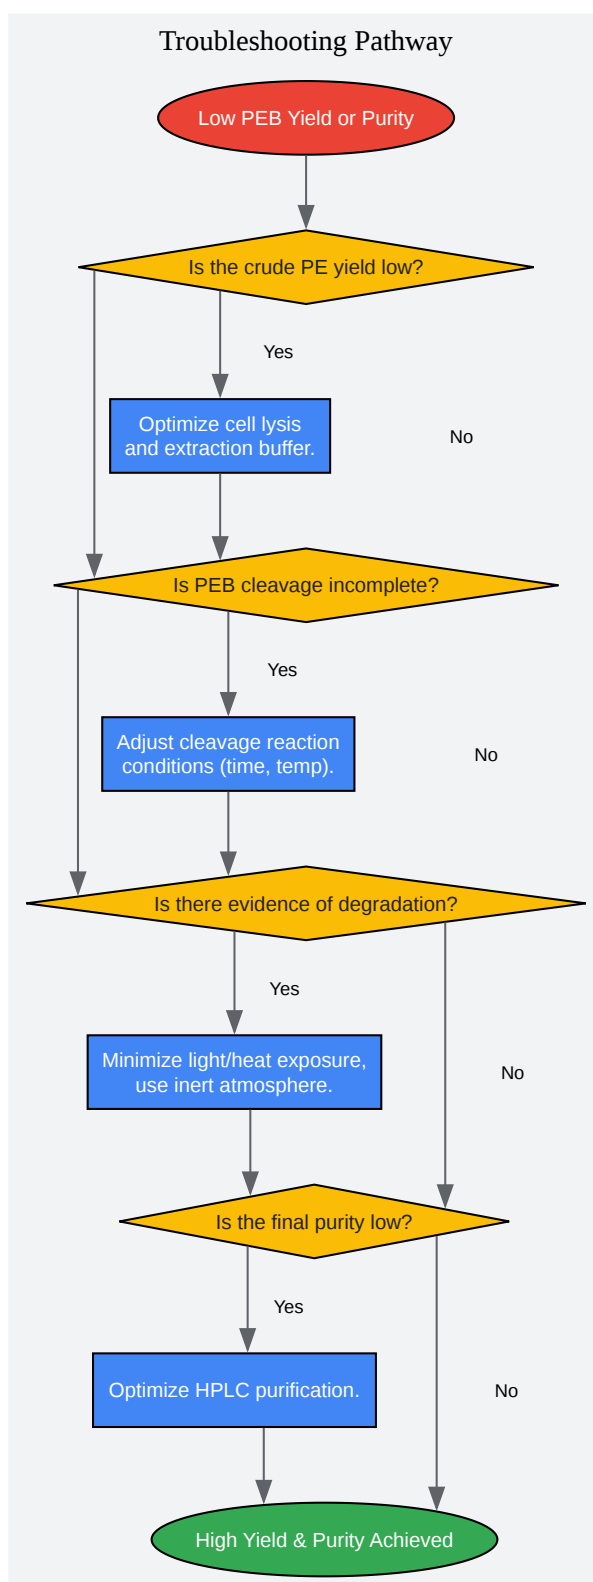 Troubleshooting Pathway
Low PEB Yield or Purity
Is the crude PE yield low?
Yes
Optimize cell lysis
and extraction buffer.
No
Is PEB cleavage incomplete?
Yes
Adjust cleavage reaction
conditions (time, temp).
No
Is there evidence of degradation?
Yes
Minimize light/heat exposure,
use inert atmosphere.
No
Is the final purity low?
Yes
Optimize HPLC purification.
No
High Yield & Purity Achieved